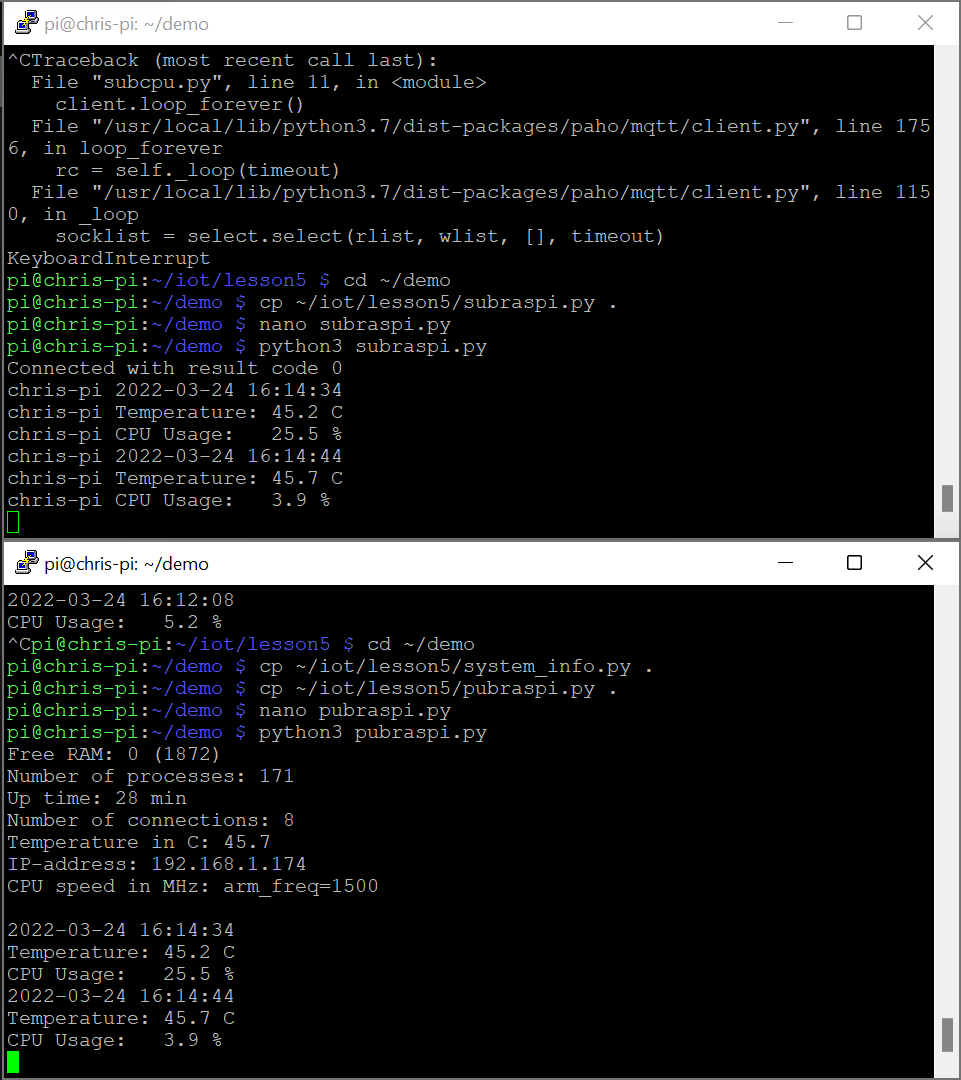 pi@chris-pi: ~/demo
^CTraceback (most recent call last):
  File "subcpu.py", line 11, in <module>
    client.loop_forever()
  File "/usr/local/lib/python3.7/dist-packages/paho/mqtt/client.py", line 175
6, in loop_forever
    rc = self._loop(timeout)
  File "/usr/local/lib/python3.7/dist-packages/paho/mqtt/client.py", line 115
0, in _loop
    socklist = select.select(rlist, wlist, [], timeout)
KeyboardInterrupt
pi@chris-pi:~/iot/lesson5 $ cd ~/demo
pi@chris-pi:~/demo $ cp ~/iot/lesson5/subraspi.py .
pi@chris-pi:~/demo $ nano subraspi.py
pi@chris-pi:~/demo $ python3 subraspi.py
Connected with result code 0
chris-pi 2022-03-24 16:14:34
chris-pi Temperature: 45.2 C
chris-pi CPU Usage:   25.5 %
chris-pi 2022-03-24 16:14:44
chris-pi Temperature: 45.7 C
chris-pi CPU Usage:   3.9 %
pi@chris-pi: ~/demo
2022-03-24 16:12:08
CPU Usage:   5.2 %
^Cpi@chris-pi:~/iot/lesson5 $ cd ~/demo
pi@chris-pi:~/demo $ cp ~/iot/lesson5/system_info.py .
pi@chris-pi:~/demo $ cp ~/iot/lesson5/pubraspi.py .
pi@chris-pi:~/demo $ nano pubraspi.py
pi@chris-pi:~/demo $ python3 pubraspi.py
Free RAM: 0 (1872)
Number of processes: 171
Up time: 28 min
Number of connections: 8
Temperature in C: 45.7
IP-address: 192.168.1.174
CPU speed in MHz: arm_freq=1500

2022-03-24 16:14:34
Temperature: 45.2 C
CPU Usage:   25.5 %
2022-03-24 16:14:44
Temperature: 45.7 C
CPU Usage:   3.9 %